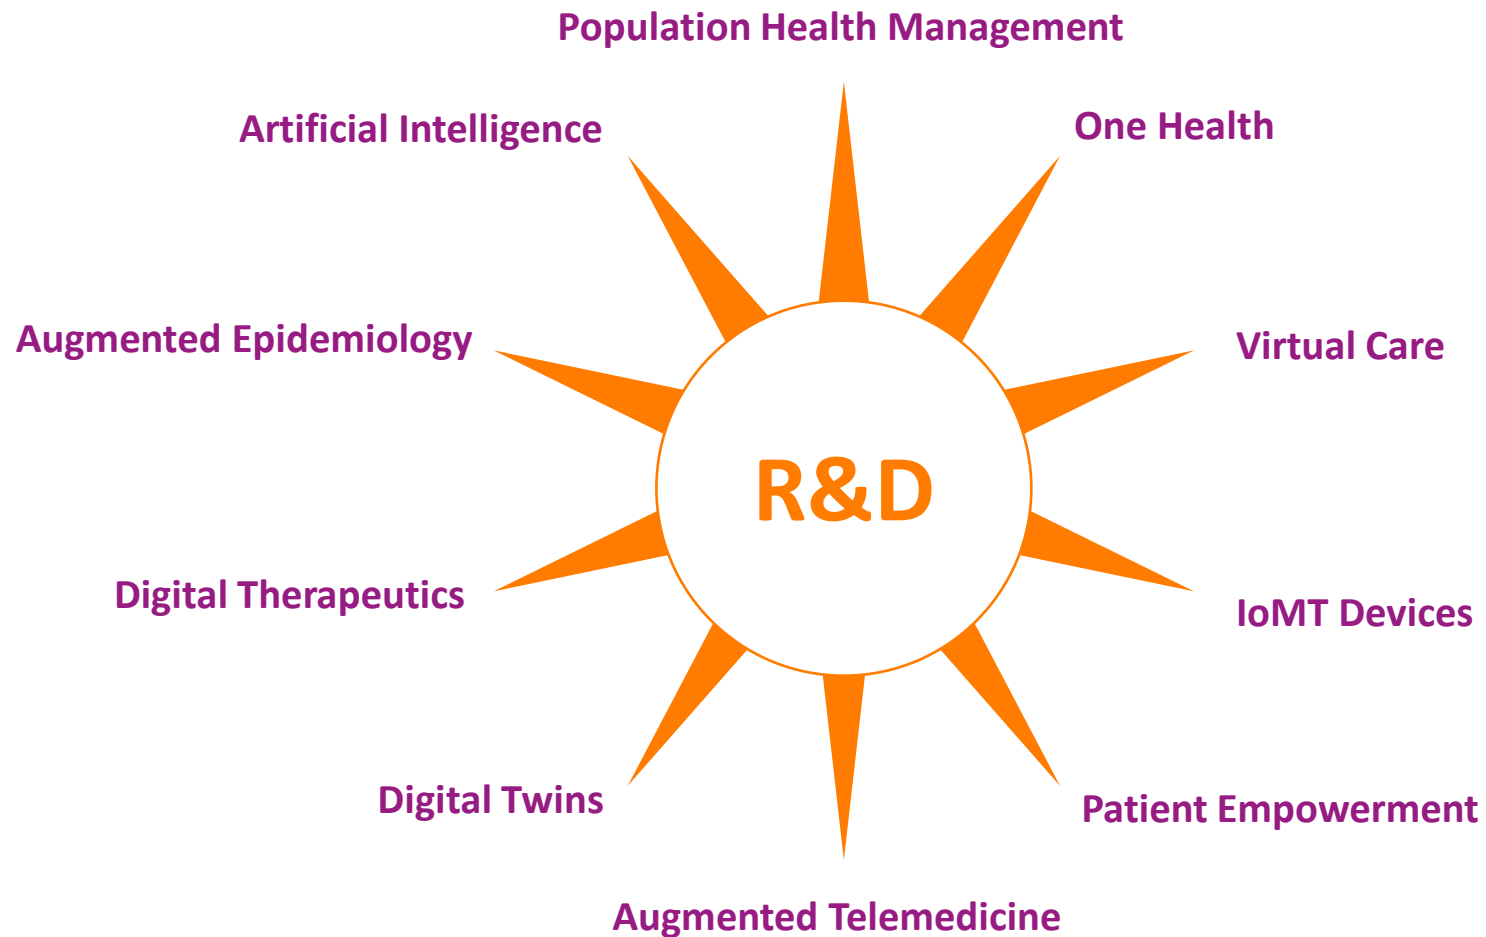 Population Health Management
Artificial Intelligence
One Health
Augmented Epidemiology
Virtual Care
R&D
Digital Therapeutics
IoMT Devices
Digital Twins
Patient Empowerment
Augmented Telemedicine